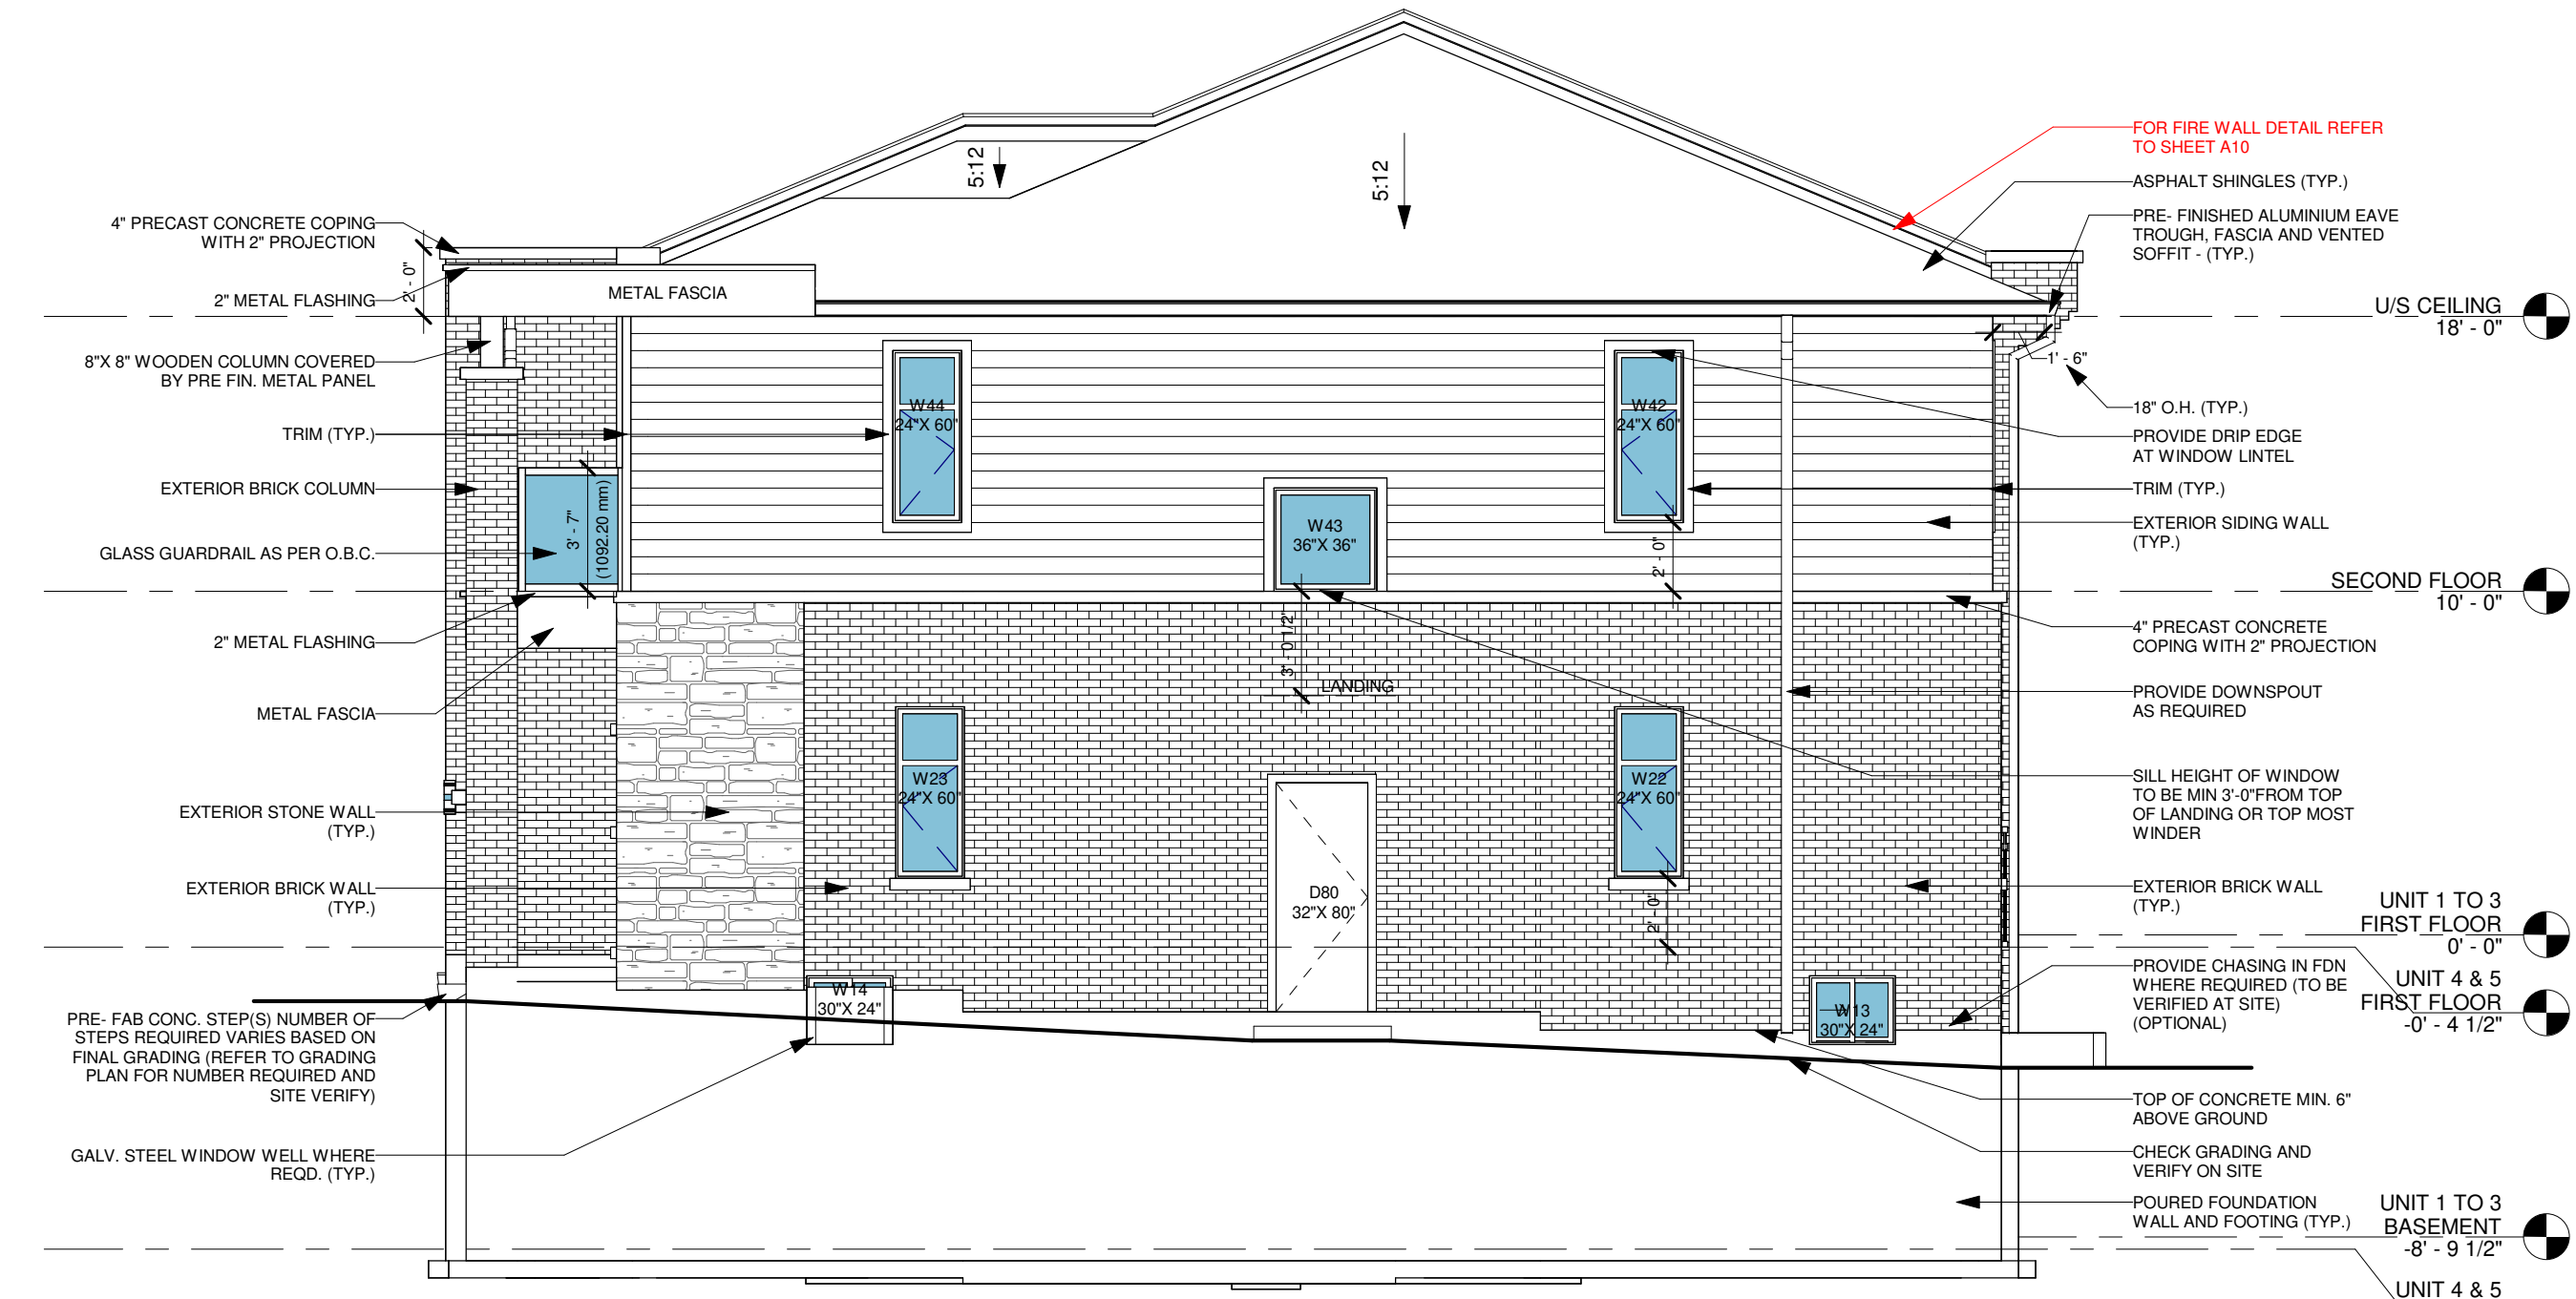 4" PRECAST CONCRETE COPING
WITH 2" PROJECTION
2' - 0"
2" METAL FLASHING
8"X 8" WOODEN COLUMN COVERED
BY PRE FIN. METAL PANEL
TRIM (TYP.)
EXTERIOR BRICK COLUMN
GLASS GUARDRAIL AS PER O.B.C.
2" METAL FLASHING
METAL FASCIA
EXTERIOR STONE WALL
(TYP.)
EXTERIOR BRICK WALL
(TYP.)
PRE- FAB CONC. STEP(S) NUMBER OF
STEPS REQUIRED VARIES BASED ON
FINAL GRADING (REFER TO GRADING
PLAN FOR NUMBER REQUIRED AND
SITE VERIFY)
GALV. STEEL WINDOW WELL WHERE
REQD. (TYP.)
5:12
5:12
METAL FASCIA
W44
24"X 60"
W42
24"X 60"
W43
36"X 36"
3' - 7"
(1092.20 mm)
2' - 0"
3' - 0 1/2"
LANDING
W23
24"X 60"
W22
24"X 60"
D80
32"X 80"
2' - 0"
W14
30"X 24"
W13
30"X 24"
1' - 6"
FOR FIRE WALL DETAIL REFER
TO SHEET A10
ASPHALT SHINGLES (TYP.)
PRE- FINISHED ALUMINIUM EAVE
TROUGH, FASCIA AND VENTED
SOFFIT - (TYP.)
18" O.H. (TYP.)
PROVIDE DRIP EDGE
AT WINDOW LINTEL
TRIM (TYP.)
EXTERIOR SIDING WALL
(TYP.)
4" PRECAST CONCRETE
COPING WITH 2" PROJECTION
PROVIDE DOWNSPOUT
AS REQUIRED
SILL HEIGHT OF WINDOW
TO BE MIN 3'-0"FROM TOP
OF LANDING OR TOP MOST
WINDER
EXTERIOR BRICK WALL
(TYP.)
PROVIDE CHASING IN FDN
WHERE REQUIRED (TO BE
VERIFIED AT SITE)
(OPTIONAL)
TOP OF CONCRETE MIN. 6"
ABOVE GROUND
CHECK GRADING AND
VERIFY ON SITE
POURED FOUNDATION
WALL AND FOOTING (TYP.)
U/S CEILING
18' - 0"
SECOND FLOOR
10' - 0"
UNIT 1 TO 3
FIRST FLOOR
0' - 0"
UNIT 4 & 5
FIRST FLOOR
-0' - 4 1/2"
UNIT 1 TO 3
BASEMENT
-8' - 9 1/2"
UNIT 4 & 5